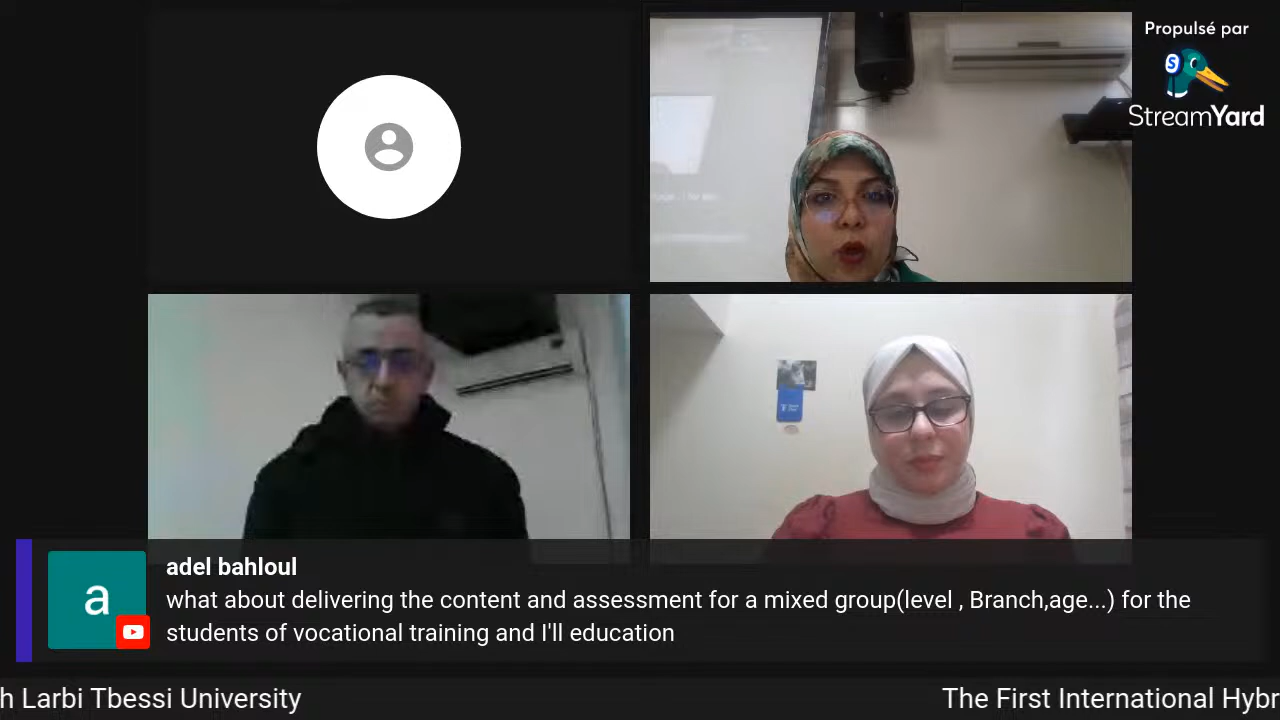 Propulsé par
StreamYard
adel bahloul
a
what about delivering the content and assessment for a mixed group(level , Branch,age...) for the
students of vocational training and I'll education
h Larbi Tbessi University
The First International Hybr